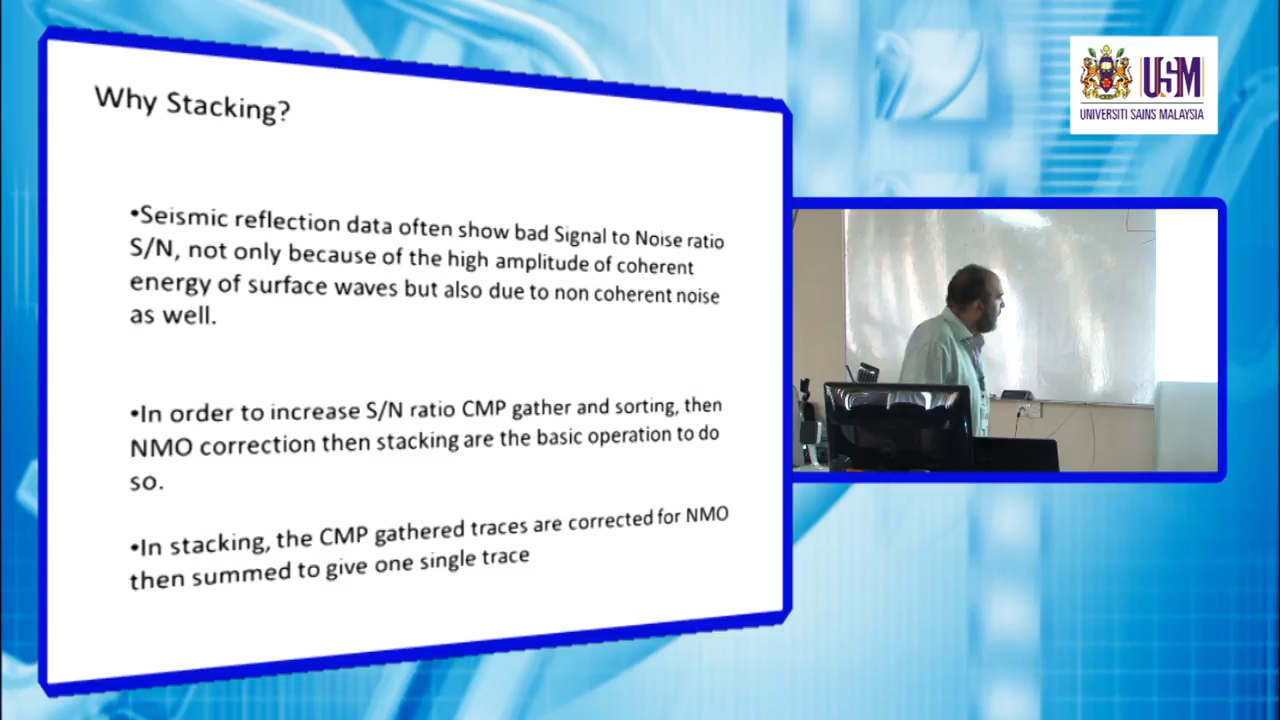 Why Stacking?
•Seismic reflection data often show bad Signal to Noise ratio
S/N, not only because of the high amplitude of coherent
energy of surface waves but also due to non coherent noise
as well.
•In order to increase S/N ratio CMP gather and sorting, then
NMO correction then stacking are the basic operation to do
so.
•In stacking, the CMP gathered traces are corrected for NMO
then summed to give one single trace
USM
UNIVERSITI SAINS MALAYSIA